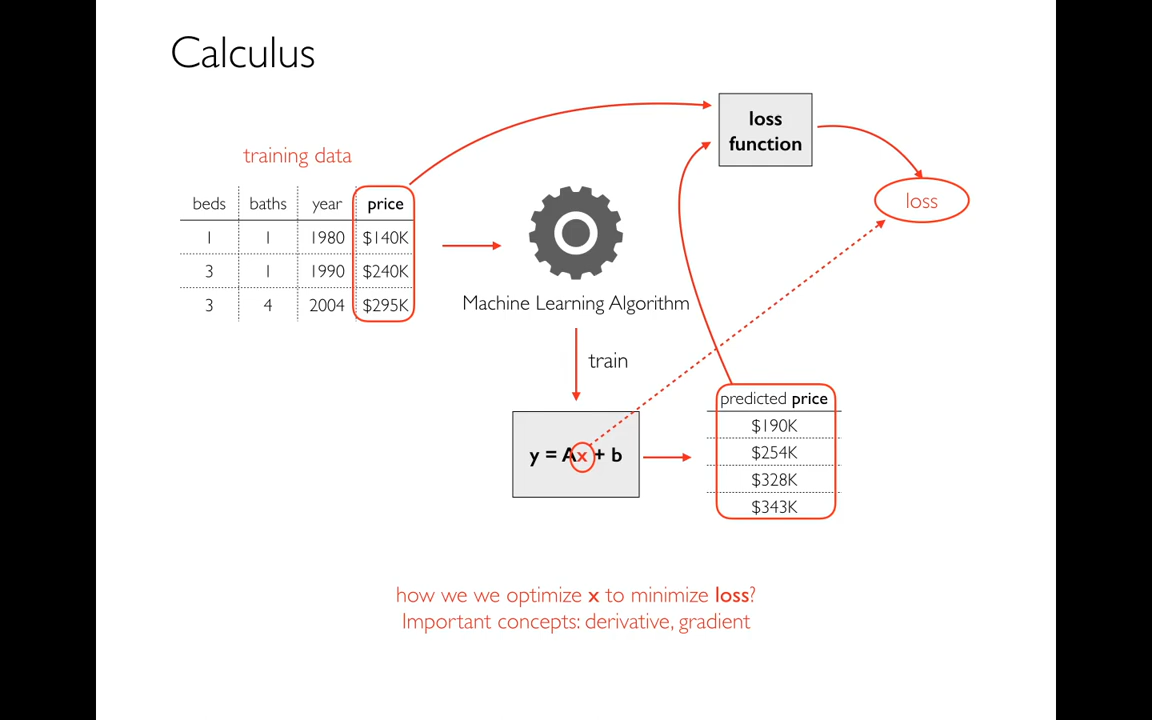 Calculus
loss
function
training data
loss
beds baths year price
1 1 1980 $140K
3 1 1990 $240K
3 4 2004 $295K
Machine Learning Algorithm
train
y = Ax + b
predicted price
$190K
$254K
$328K
$343K
how we we optimize x to minimize loss?
Important concepts: derivative, gradient